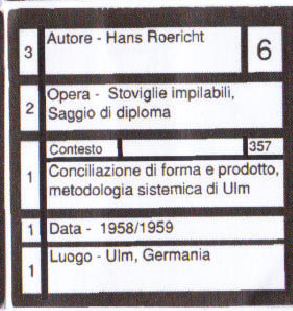 3 Autore - Hans Roericht 6
2 Opera - Stoviglie impilabili,
Saggio di diploma
Contesto 357
1 Conciliazione di forma e prodotto,
metodologia sistemica di Ulm
1 Data - 1958/1959
1 Luogo - Ulm, Germania